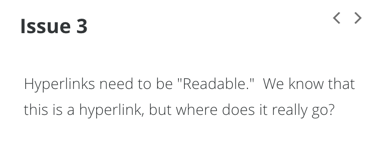 Issue 3
Hyperlinks need to be "Readable."  We know that
this is a hyperlink, but where does it really go?